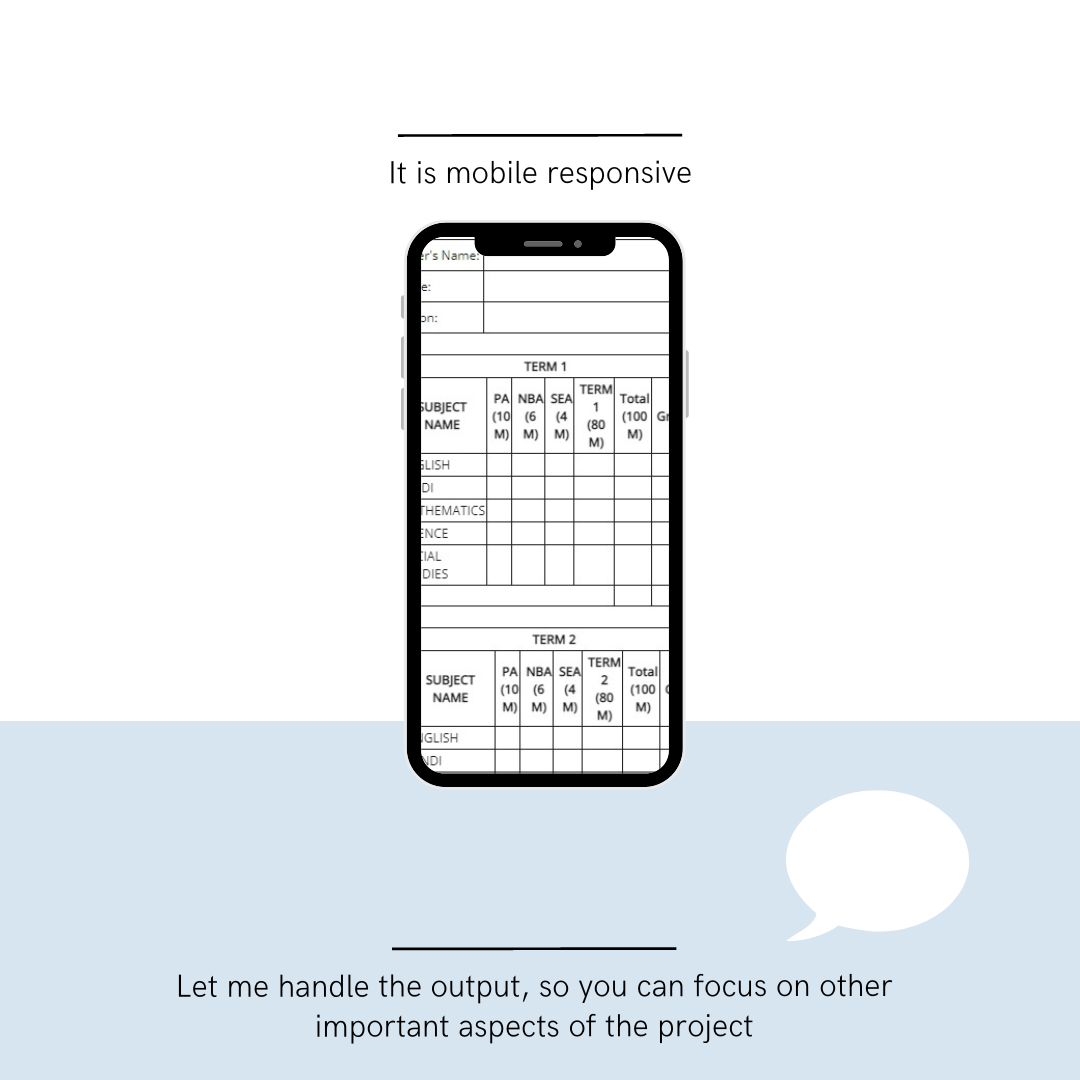 It is mobile responsive
er's Name:
e:
on:
TERM 1
SUBJECT NAME PA (10 M) NBA (6 M) SEA (4 M) TERM 1 (80 M) Total (100 M) Gr
GLISH
DI
THEMATICS
ENCE
CIAL
DIES
TERM 2
SUBJECT NAME PA (10 M) NBA (6 M) SEA (4 M) TERM 2 (80 M) Total (100 M)
NGLISH
NDI
Let me handle the output, so you can focus on other
important aspects of the project